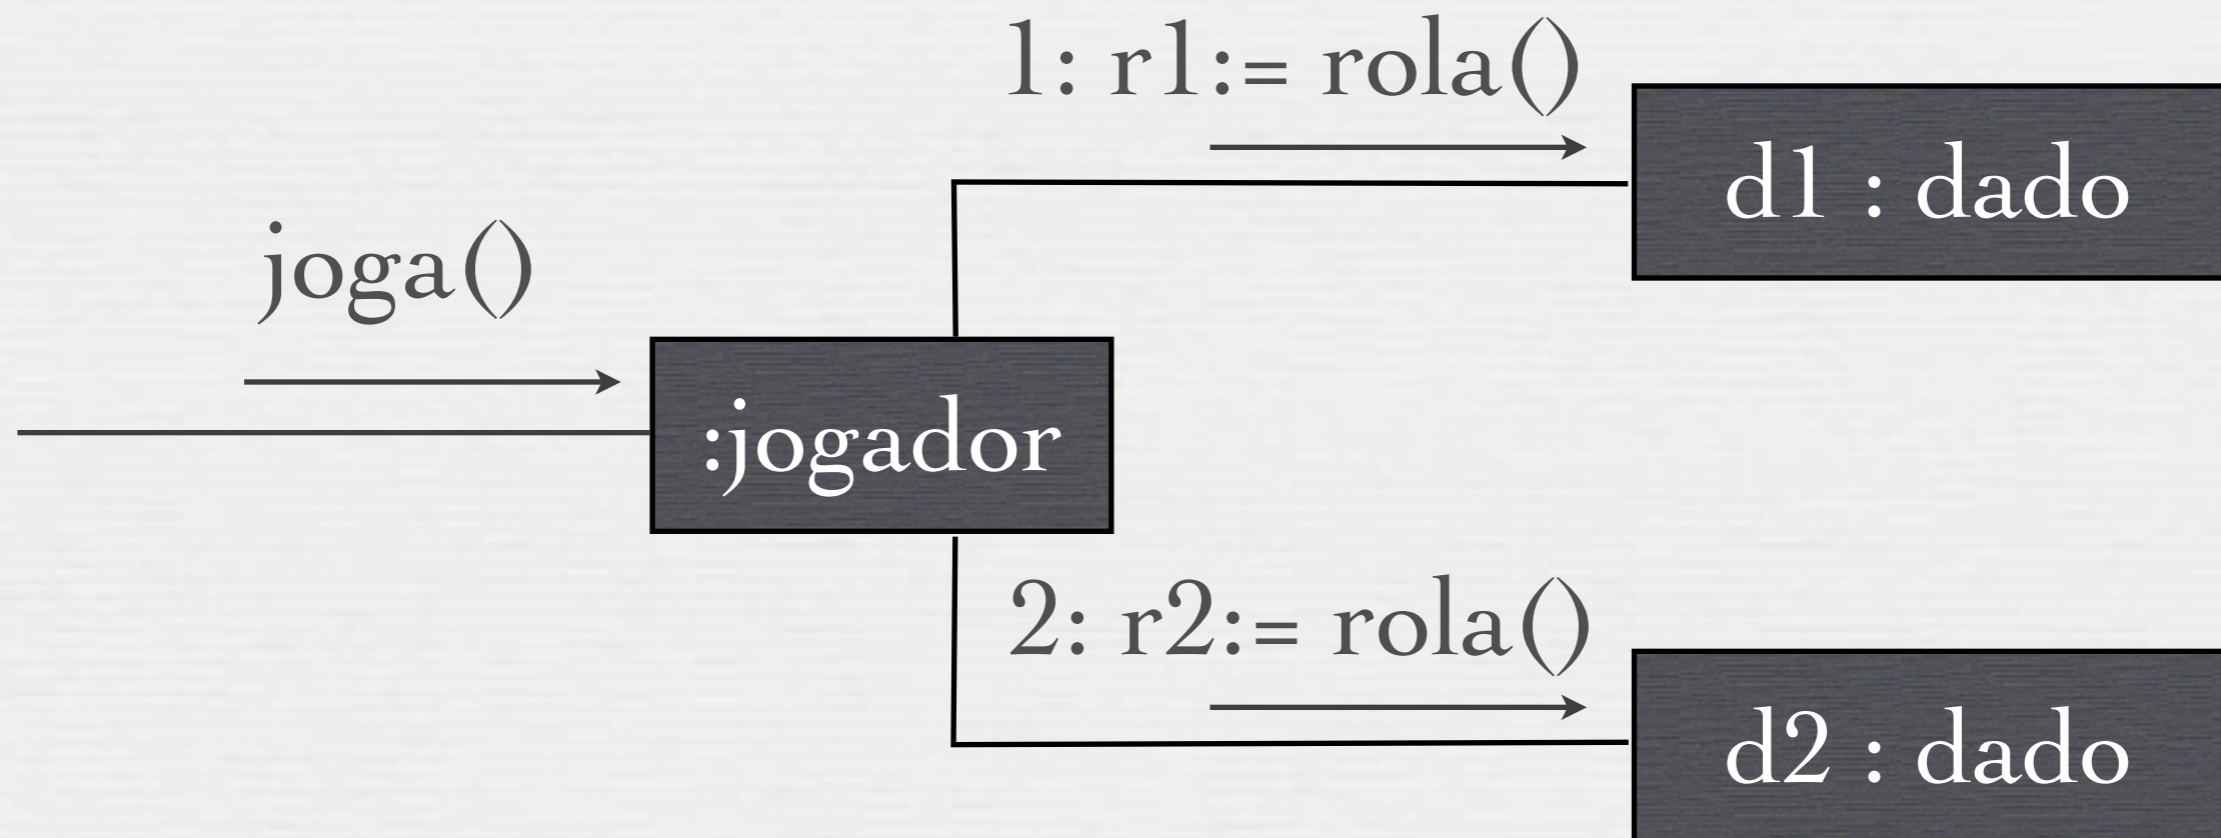 1: r1:= rola()
d1 : dado
joga()
:jogador
2: r2:= rola()
d2 : dado